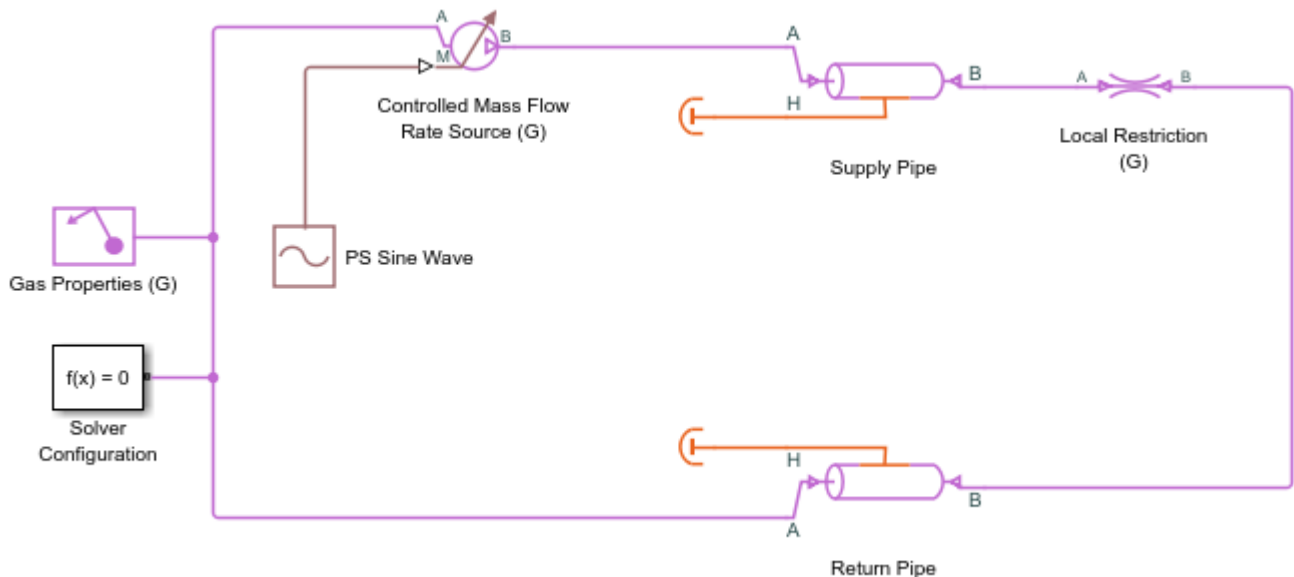 A
B
M
Controlled Mass Flow
Rate Source (G)
A
B
H
Supply Pipe
A
B
Local Restriction
(G)
Gas Properties (G)
PS Sine Wave
f(x) = 0
Solver
Configuration
H
A
B
Return Pipe